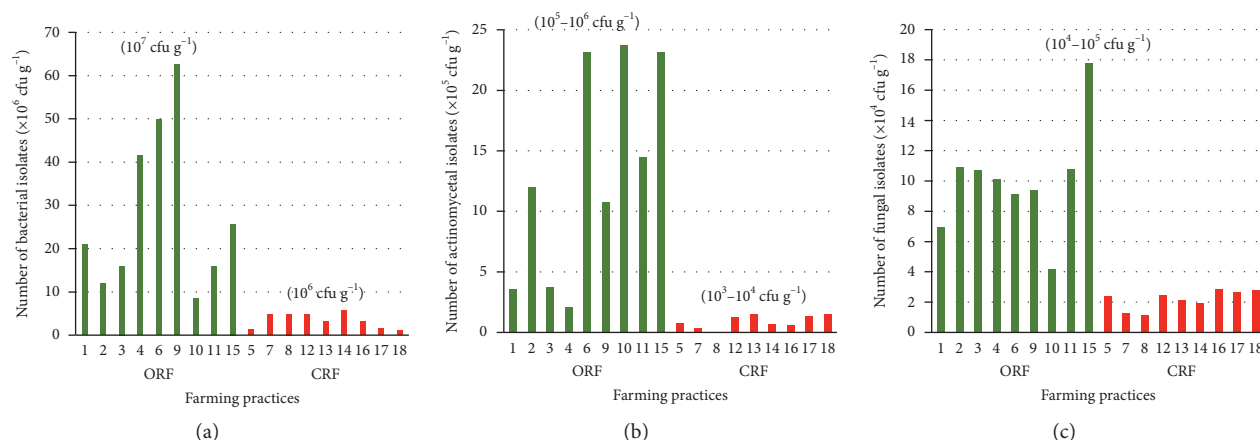 Number of bacterial isolates (×10⁶ cfu g⁻¹)
70
60
50
40
30
20
10
0
(10⁷ cfu g⁻¹)
(10⁶ cfu g⁻¹)
1 2 3 4 6 9 10 11 15 5 7 8 12 13 14 16 17 18
ORF CRF
Farming practices
(a)
Number of actinomycetal isolates (×10⁵ cfu g⁻¹)
25
20
15
10
5
0
(10⁵–10⁶ cfu g⁻¹)
(10³–10⁴ cfu g⁻¹)
1 2 3 4 6 9 10 11 15 5 7 8 12 13 14 16 17 18
ORF CRF
Farming practices
(b)
Number of fungal isolates (×10⁴ cfu g⁻¹)
20
18
16
14
12
10
8
6
4
2
0
(10⁴–10⁵ cfu g⁻¹)
1 2 3 4 6 9 10 11 15 5 7 8 12 13 14 16 17 18
ORF CRF
Farming practices
(c)